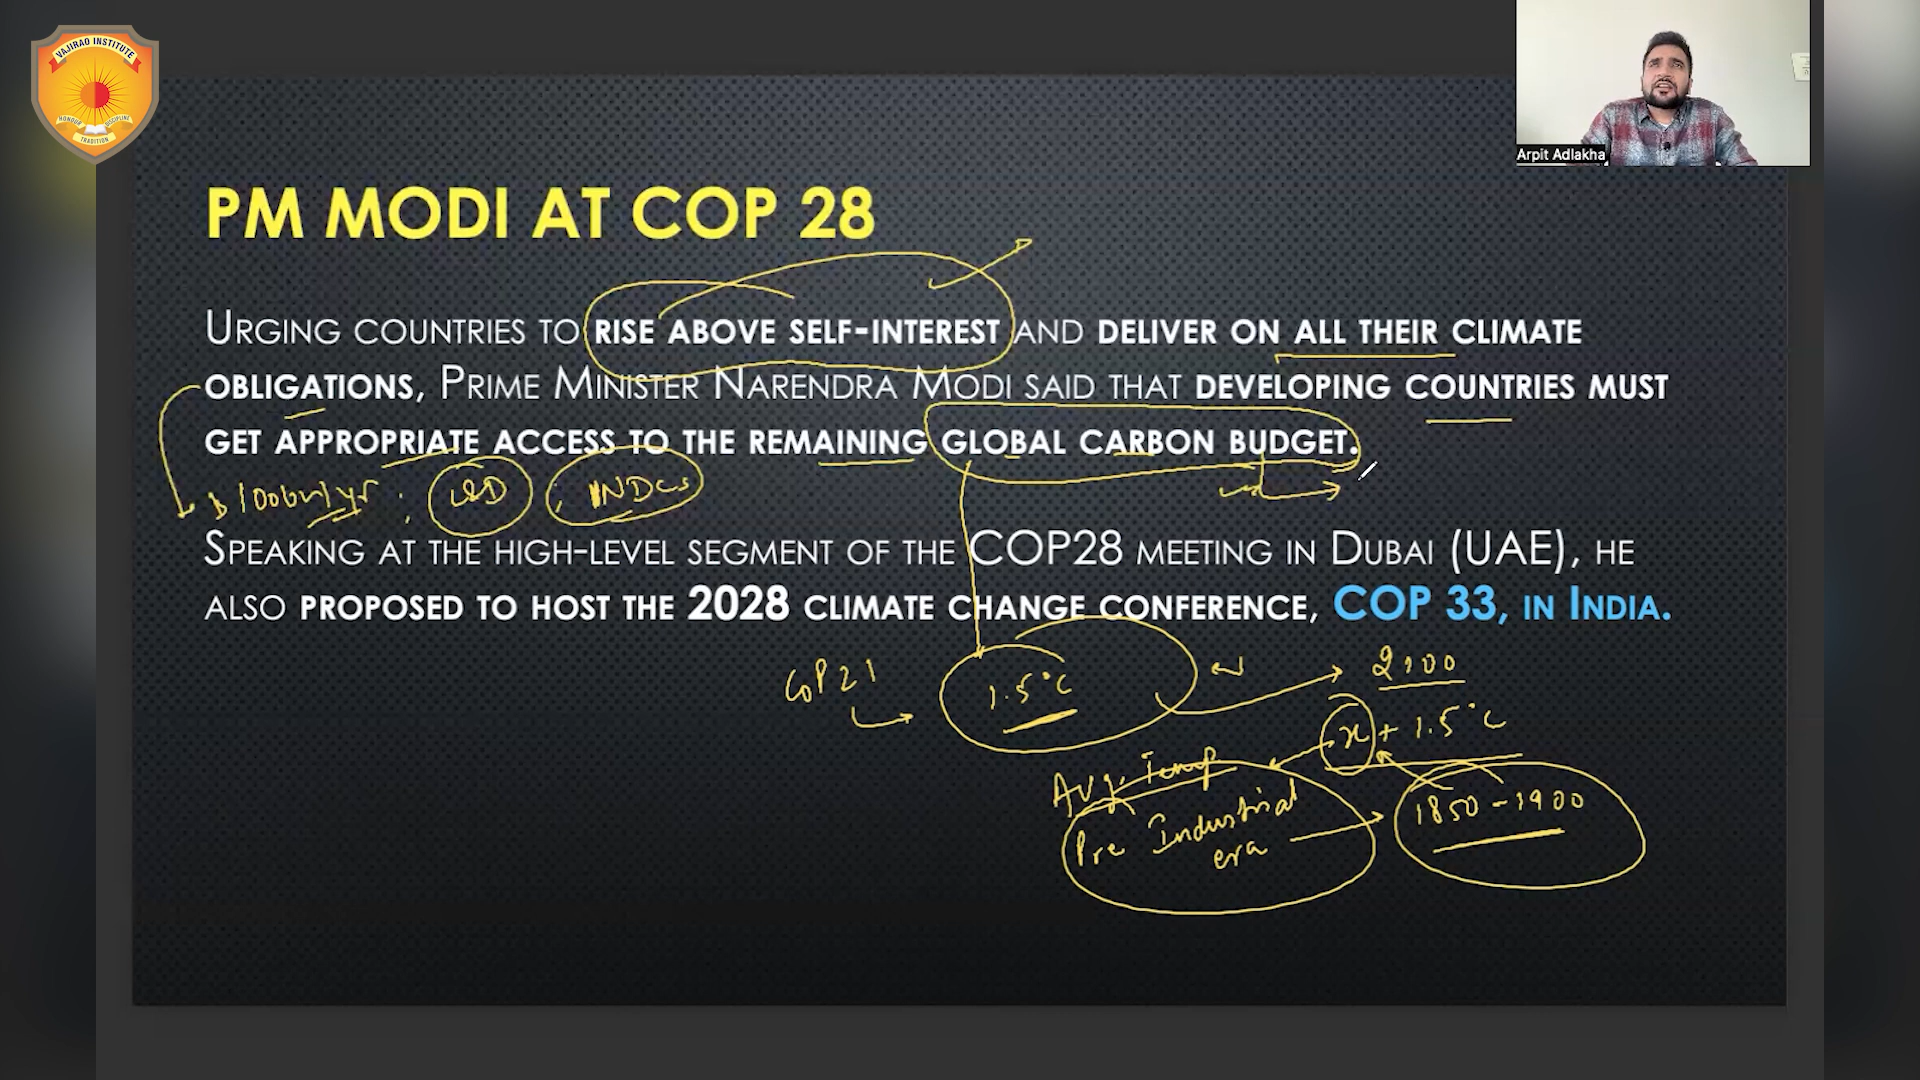 VAJIRAO INSTITUTE
HONOUR
DISCIPLINE
TRADITION
Arpit Adlakha
PM MODI AT COP 28
URGING COUNTRIES TO RISE ABOVE SELF-INTEREST AND DELIVER ON ALL THEIR CLIMATE
OBLIGATIONS, PRIME MINISTER NARENDRA MODI SAID THAT DEVELOPING COUNTRIES MUST
GET APPROPRIATE ACCESS TO THE REMAINING GLOBAL CARBON BUDGET.
$100bn/yr ; L&D ; INDCs
SPEAKING AT THE HIGH-LEVEL SEGMENT OF THE COP28 MEETING IN DUBAI (UAE), HE
ALSO PROPOSED TO HOST THE 2028 CLIMATE CHANGE CONFERENCE, COP 33, IN INDIA.
COP21
1.5°C
2100
x + 1.5°C
Avg. Temp
Pre Industrial
era
1850-1900